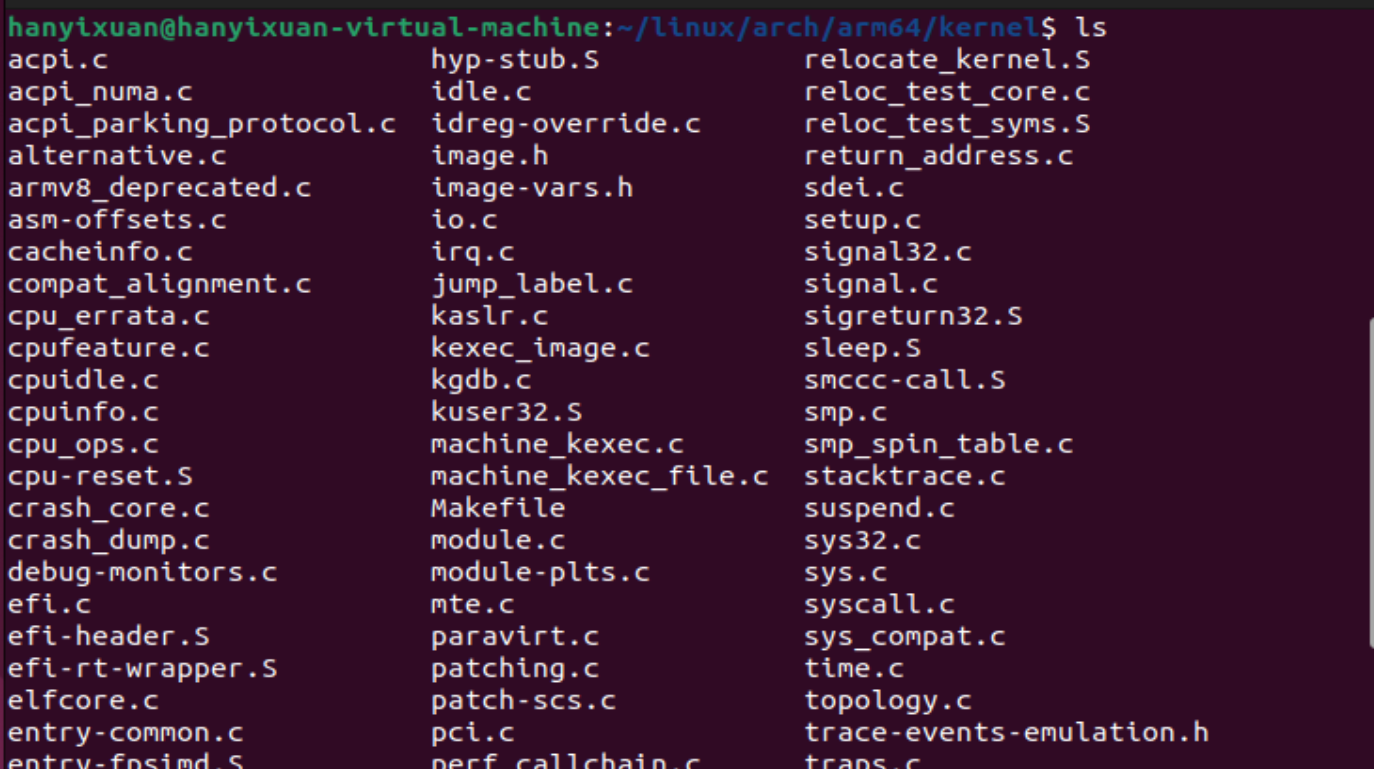 hanyixuan@hanyixuan-virtual-machine:~/linux/arch/arm64/kernel$ ls
acpi.c hyp-stub.S relocate_kernel.S
acpi_numa.c idle.c reloc_test_core.c
acpi_parking_protocol.c idreg-override.c reloc_test_syms.S
alternative.c image.h return_address.c
armv8_deprecated.c image-vars.h sdei.c
asm-offsets.c io.c setup.c
cacheinfo.c irq.c signal32.c
compat_alignment.c jump_label.c signal.c
cpu_errata.c kaslr.c sigreturn32.S
cpufeature.c kexec_image.c sleep.S
cpuidle.c kgdb.c smccc-call.S
cpuinfo.c kuser32.S smp.c
cpu_ops.c machine_kexec.c smp_spin_table.c
cpu-reset.S machine_kexec_file.c stacktrace.c
crash_core.c Makefile suspend.c
crash_dump.c module.c sys32.c
debug-monitors.c module-plts.c sys.c
efi.c mte.c syscall.c
efi-header.S paravirt.c sys_compat.c
efi-rt-wrapper.S patching.c time.c
elfcore.c patch-scs.c topology.c
entry-common.c pci.c trace-events-emulation.h
entry-fpsimd.S perf_callchain.c traps.c